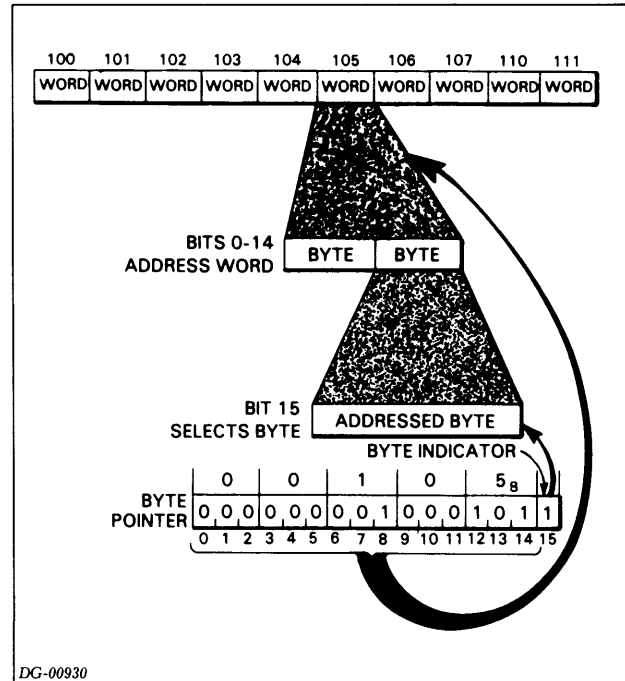 100 101 102 103 104 105 106 107 110 111
WORD WORD WORD WORD WORD WORD WORD WORD WORD WORD
BITS 0-14
ADDRESS WORD
BYTE BYTE
BIT 15
SELECTS BYTE
ADDRESSED BYTE
BYTE INDICATOR
0 0 1 0 5₈
BYTE
POINTER
0 0 0 0 0 0 0 0 1 0 0 0 1 0 1 1
0 1 2 3 4 5 6 7 8 9 10 11 12 13 14 15
DG-00930